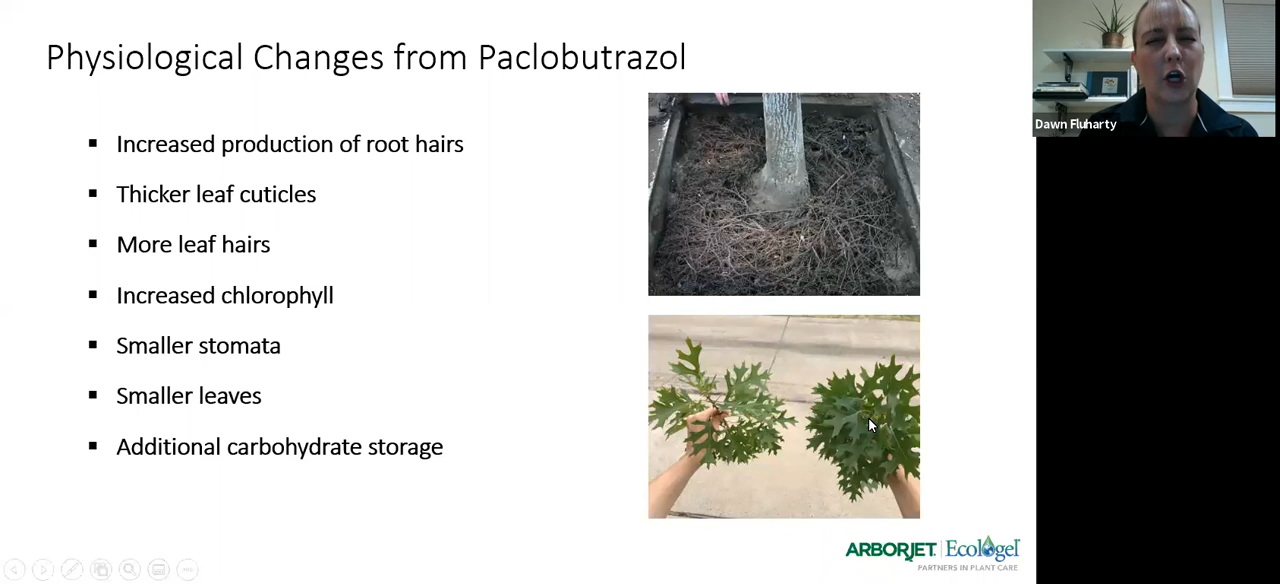 Physiological Changes from Paclobutrazol
Increased production of root hairs
Thicker leaf cuticles
More leaf hairs
Increased chlorophyll
Smaller stomata
Smaller leaves
Additional carbohydrate storage
Dawn Fluharty
ARBORJET | Ecologel
PARTNERS IN PLANT CARE